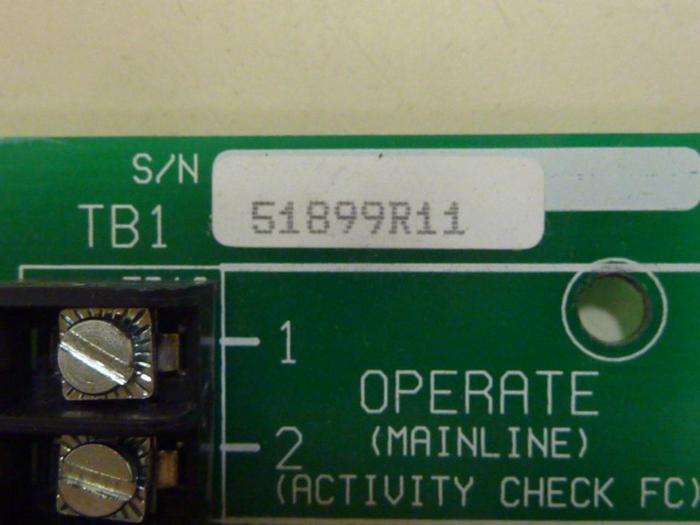 S/N
TB1 51899R11
1
OPERATE
2 (MAINLINE)
(ACTIVITY CHECK FC)